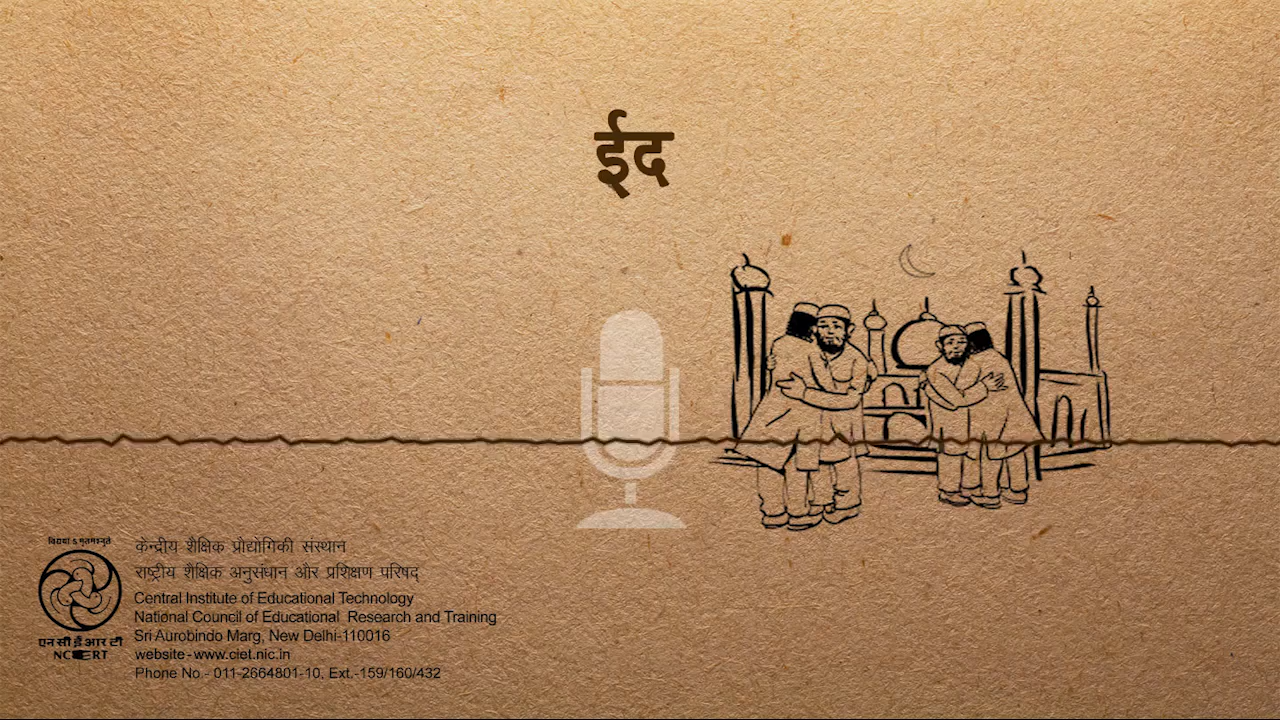 ईद
विद्यया ऽ मृतमश्नुते
एन सी ई आर टी
NCERT
केन्द्रीय शैक्षिक प्रौद्योगिकी संस्थान
राष्ट्रीय शैक्षिक अनुसंधान और प्रशिक्षण परिषद्
Central Institute of Educational Technology
National Council of Educational Research and Training
Sri Aurobindo Marg, New Delhi-110016
website-www.ciet.nic.in
Phone No.- 011-2664801-10, Ext.-159/160/432